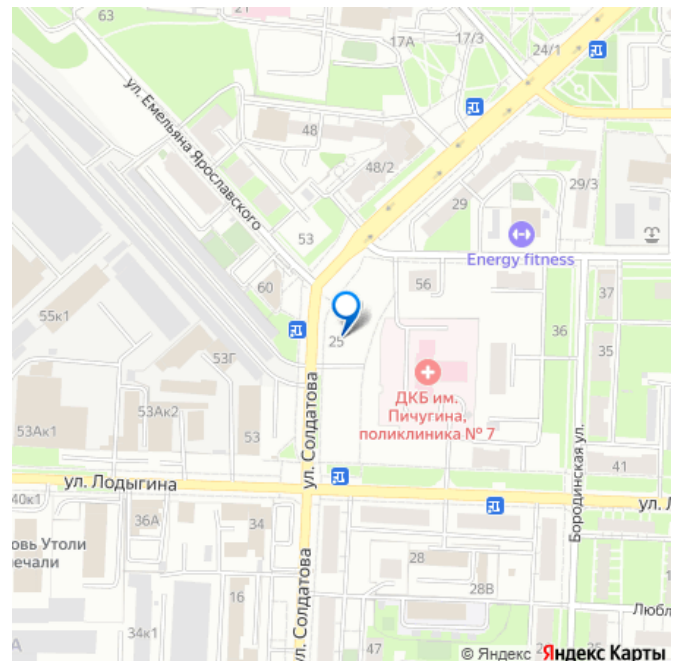 63
21
17А
17/3
24/1
ул. Емельяна Ярославского
48
48/2
29/3
29
53
Energy fitness
60
56
37
55к1
25
36
35
53Г
ДКБ им.
Пичугина,
поликлиника № 7
53Ак2
53Ак1
53
ул. Солдатова
41
Бородинская ул.
ул. Лодыгина
ул. Л
40к1
36А
34
овь Утоли
печали
28
28В
16
ул. Солдатова
Любл
34к1
47
А
© Яндекс Яндекс Карты